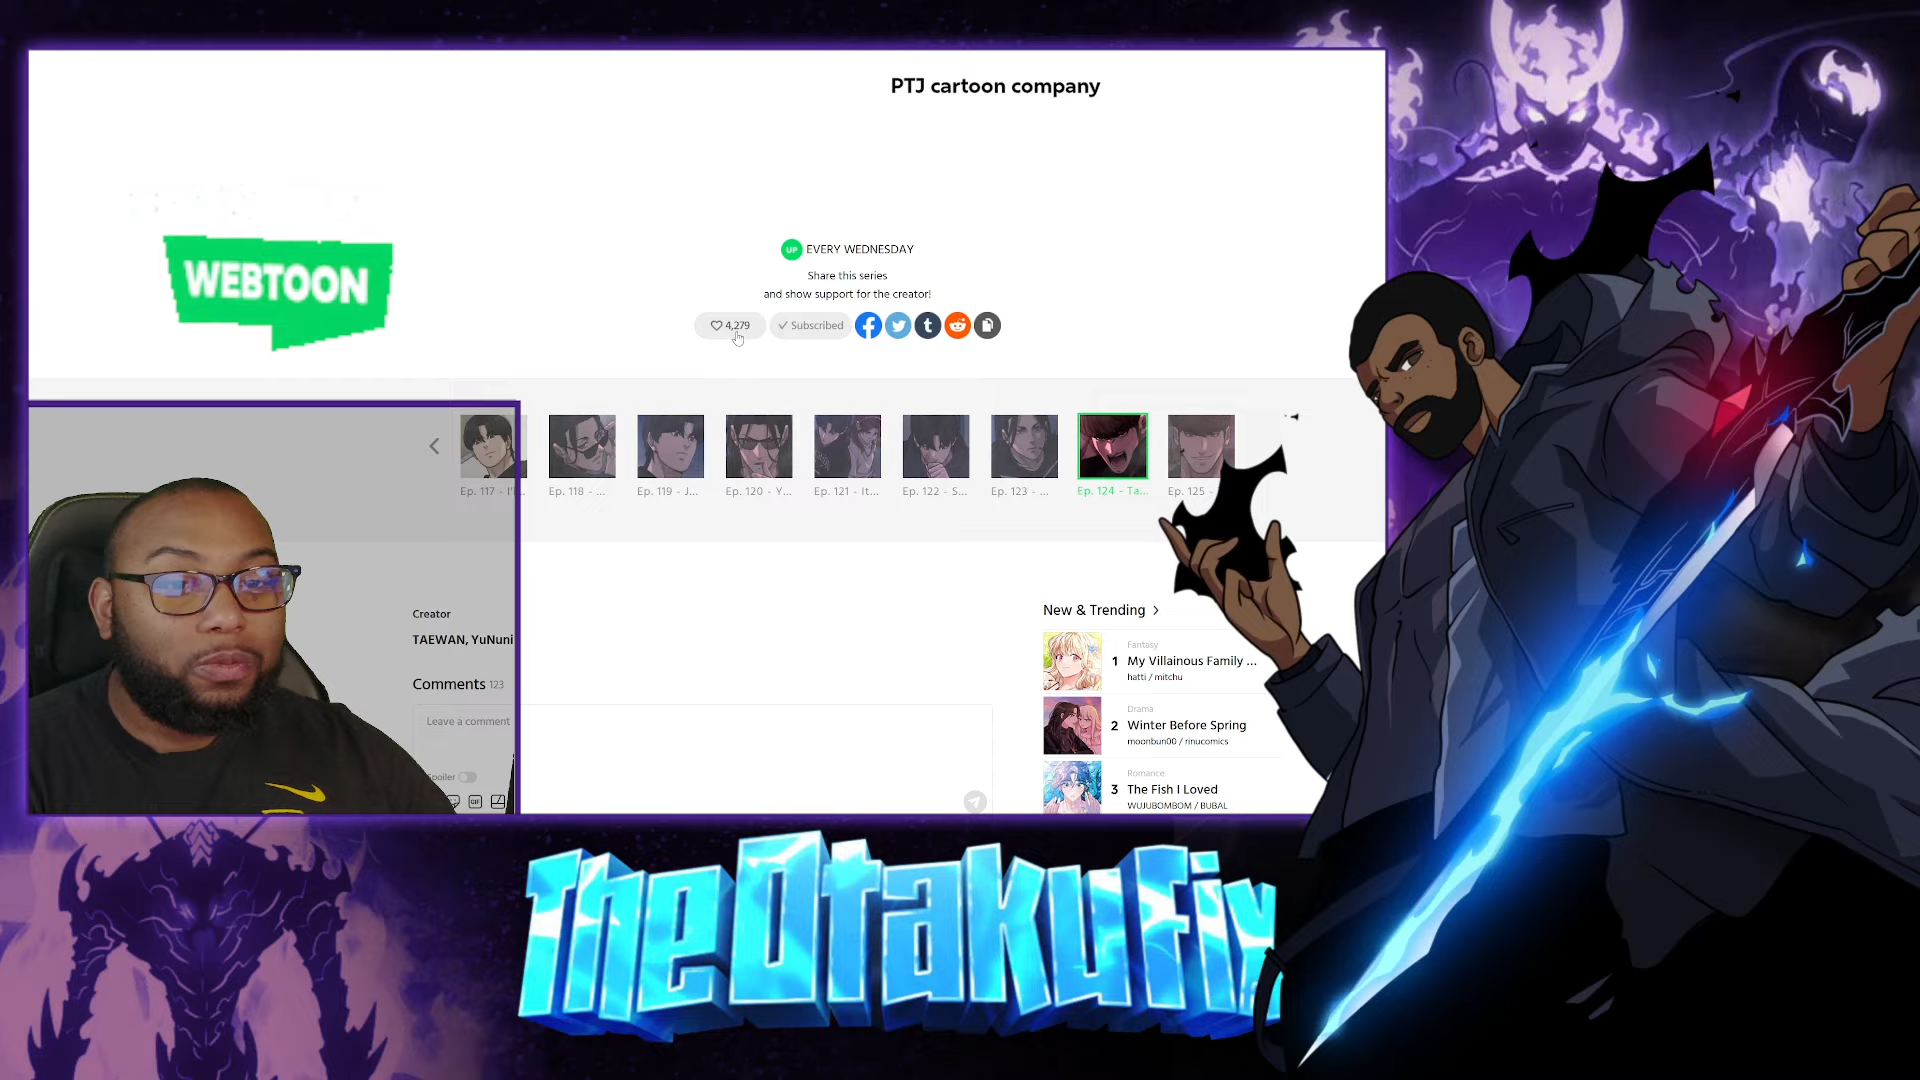 PTJ cartoon company
WEBTOON
UP EVERY WEDNESDAY
Share this series
and show support for the creator!
4,279
Subscribed
Ep. 117 - I'l...
Ep. 118 - ...
Ep. 119 - J...
Ep. 120 - Y...
Ep. 121 - It...
Ep. 122 - S...
Ep. 123 - ...
Ep. 124 - Ta...
Ep. 125 -
Creator
TAEWAN, YuNuni
Comments 123
Leave a comment
Spoiler
GIF
New & Trending
Fantasy
1 My Villainous Family ...
hatti / mitchu
Drama
2 Winter Before Spring
moonbun00 / rinucomics
Romance
3 The Fish I Loved
WUJUBOMBOM / BUBAL
TheOtakuFix